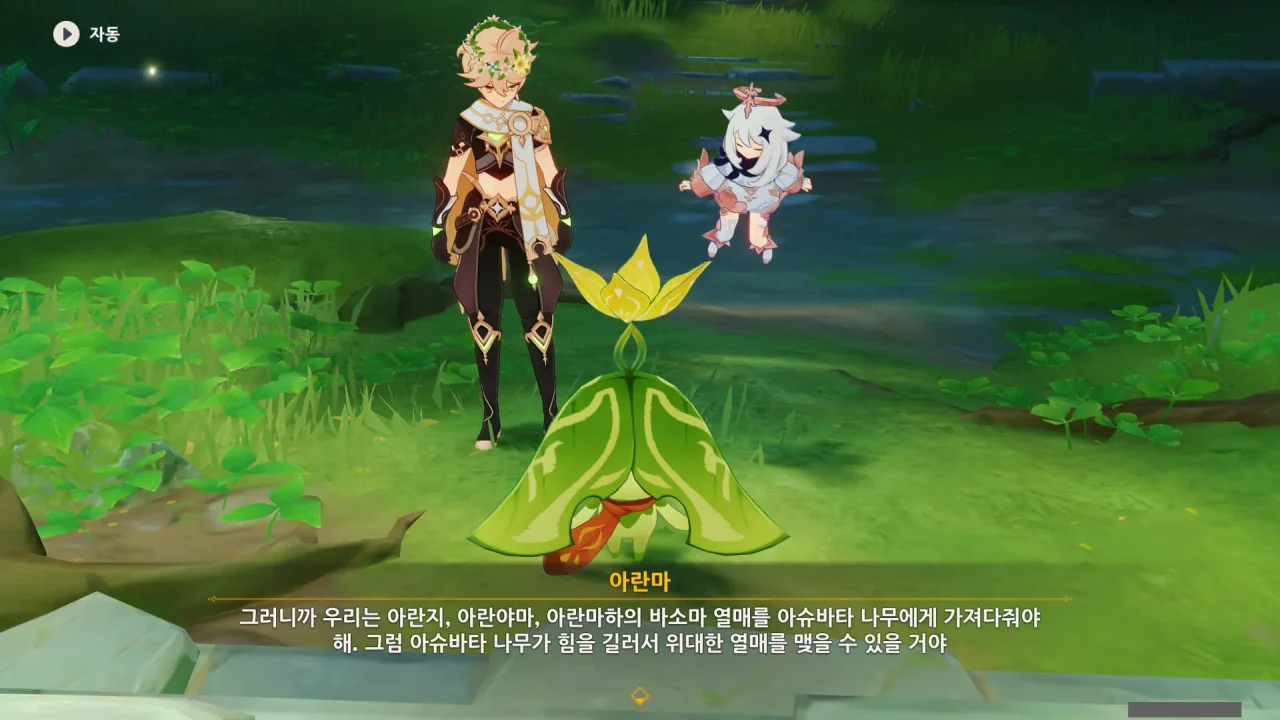 자동
아란마
그러니까 우리는 아란지, 아란야마, 아란마하의 바소마 열매를 아슈바타 나무에게 가져다줘야
해. 그럼 아슈바타 나무가 힘을 길러서 위대한 열매를 맺을 수 있을 거야